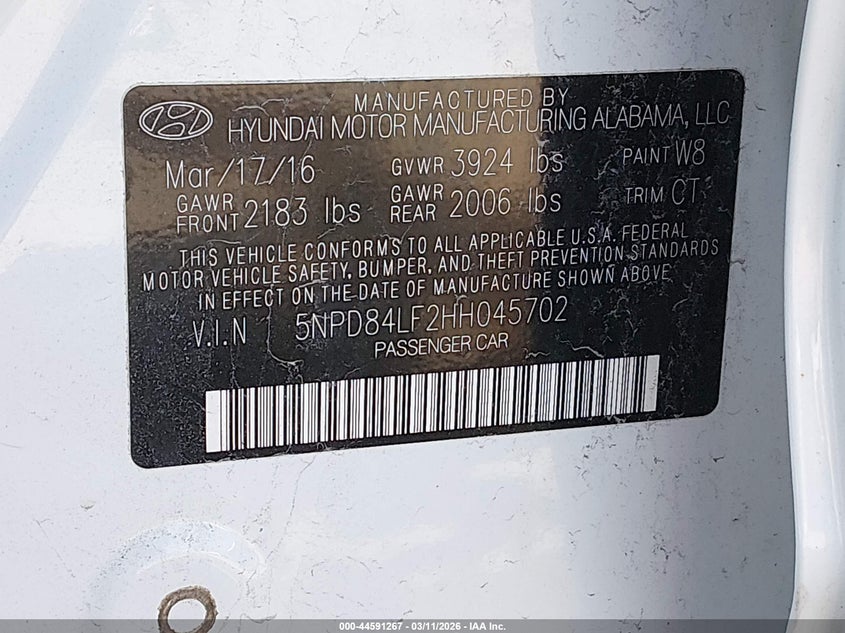 MANUFACTURED BY
HYUNDAI MOTOR MANUFACTURING ALABAMA, LLC
Mar/17/16 GVWR 3924 lbs PAINT W8
GAWR FRONT 2183 lbs GAWR REAR 2006 lbs TRIM CT
THIS VEHICLE CONFORMS TO ALL APPLICABLE U.S.A. FEDERAL
MOTOR VEHICLE SAFETY, BUMPER, AND THEFT PREVENTION STANDARDS
IN EFFECT ON THE DATE OF MANUFACTURE SHOWN ABOVE
V.I.N 5NPD84LF2HH045702
PASSENGER CAR
000-44591267 - 03/11/2026 - IAA Inc.